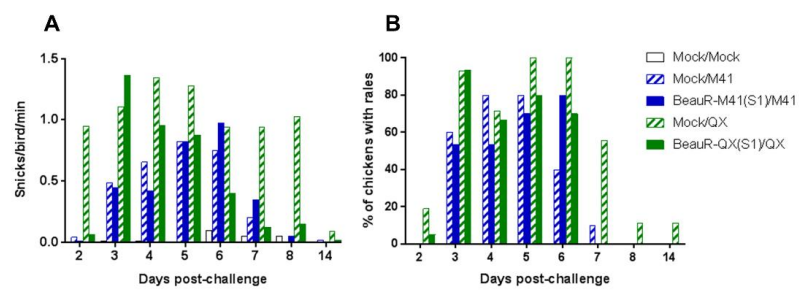 A
Snicks/bird/min
1.5
1.0
0.5
0.0
2 3 4 5 6 7 8 14
Days post-challenge
B
% of chickens with rales
100
80
60
40
20
0
2 3 4 5 6 7 8 14
Days post-challenge
Mock/Mock
Mock/M41
BeauR-M41(S1)/M41
Mock/QX
BeauR-QX(S1)/QX